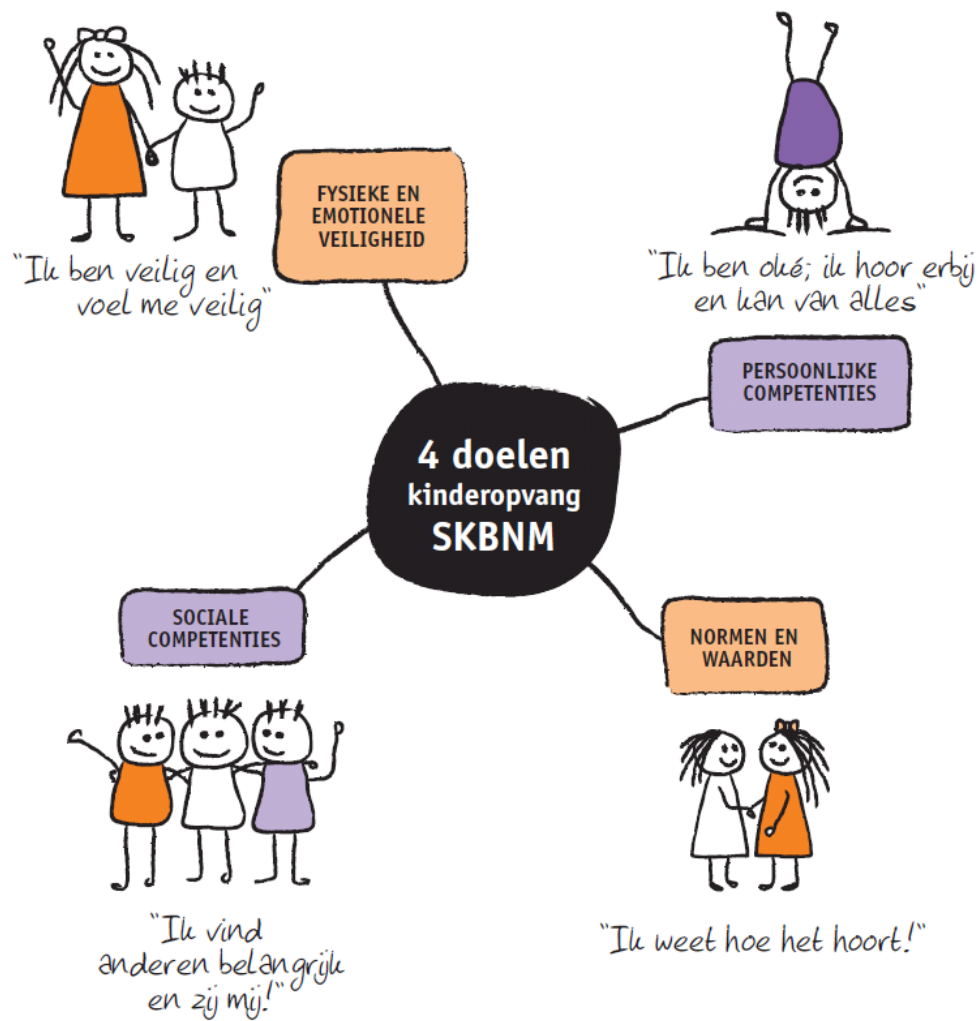 FYSIEKE EN
EMOTIONELE
VEILIGHEID
"Ik ben veilig en
voel me veilig"
"Ik ben oké; ik hoor erbij
en kan van alles"
PERSOONLIJKE
COMPETENTIES
4 doelen
kinderopvang
SKBNM
SOCIALE
COMPETENTIES
NORMEN EN
WAARDEN
"Ik vind
anderen belangrijk
en zij mij!"
"Ik weet hoe het hoort!"